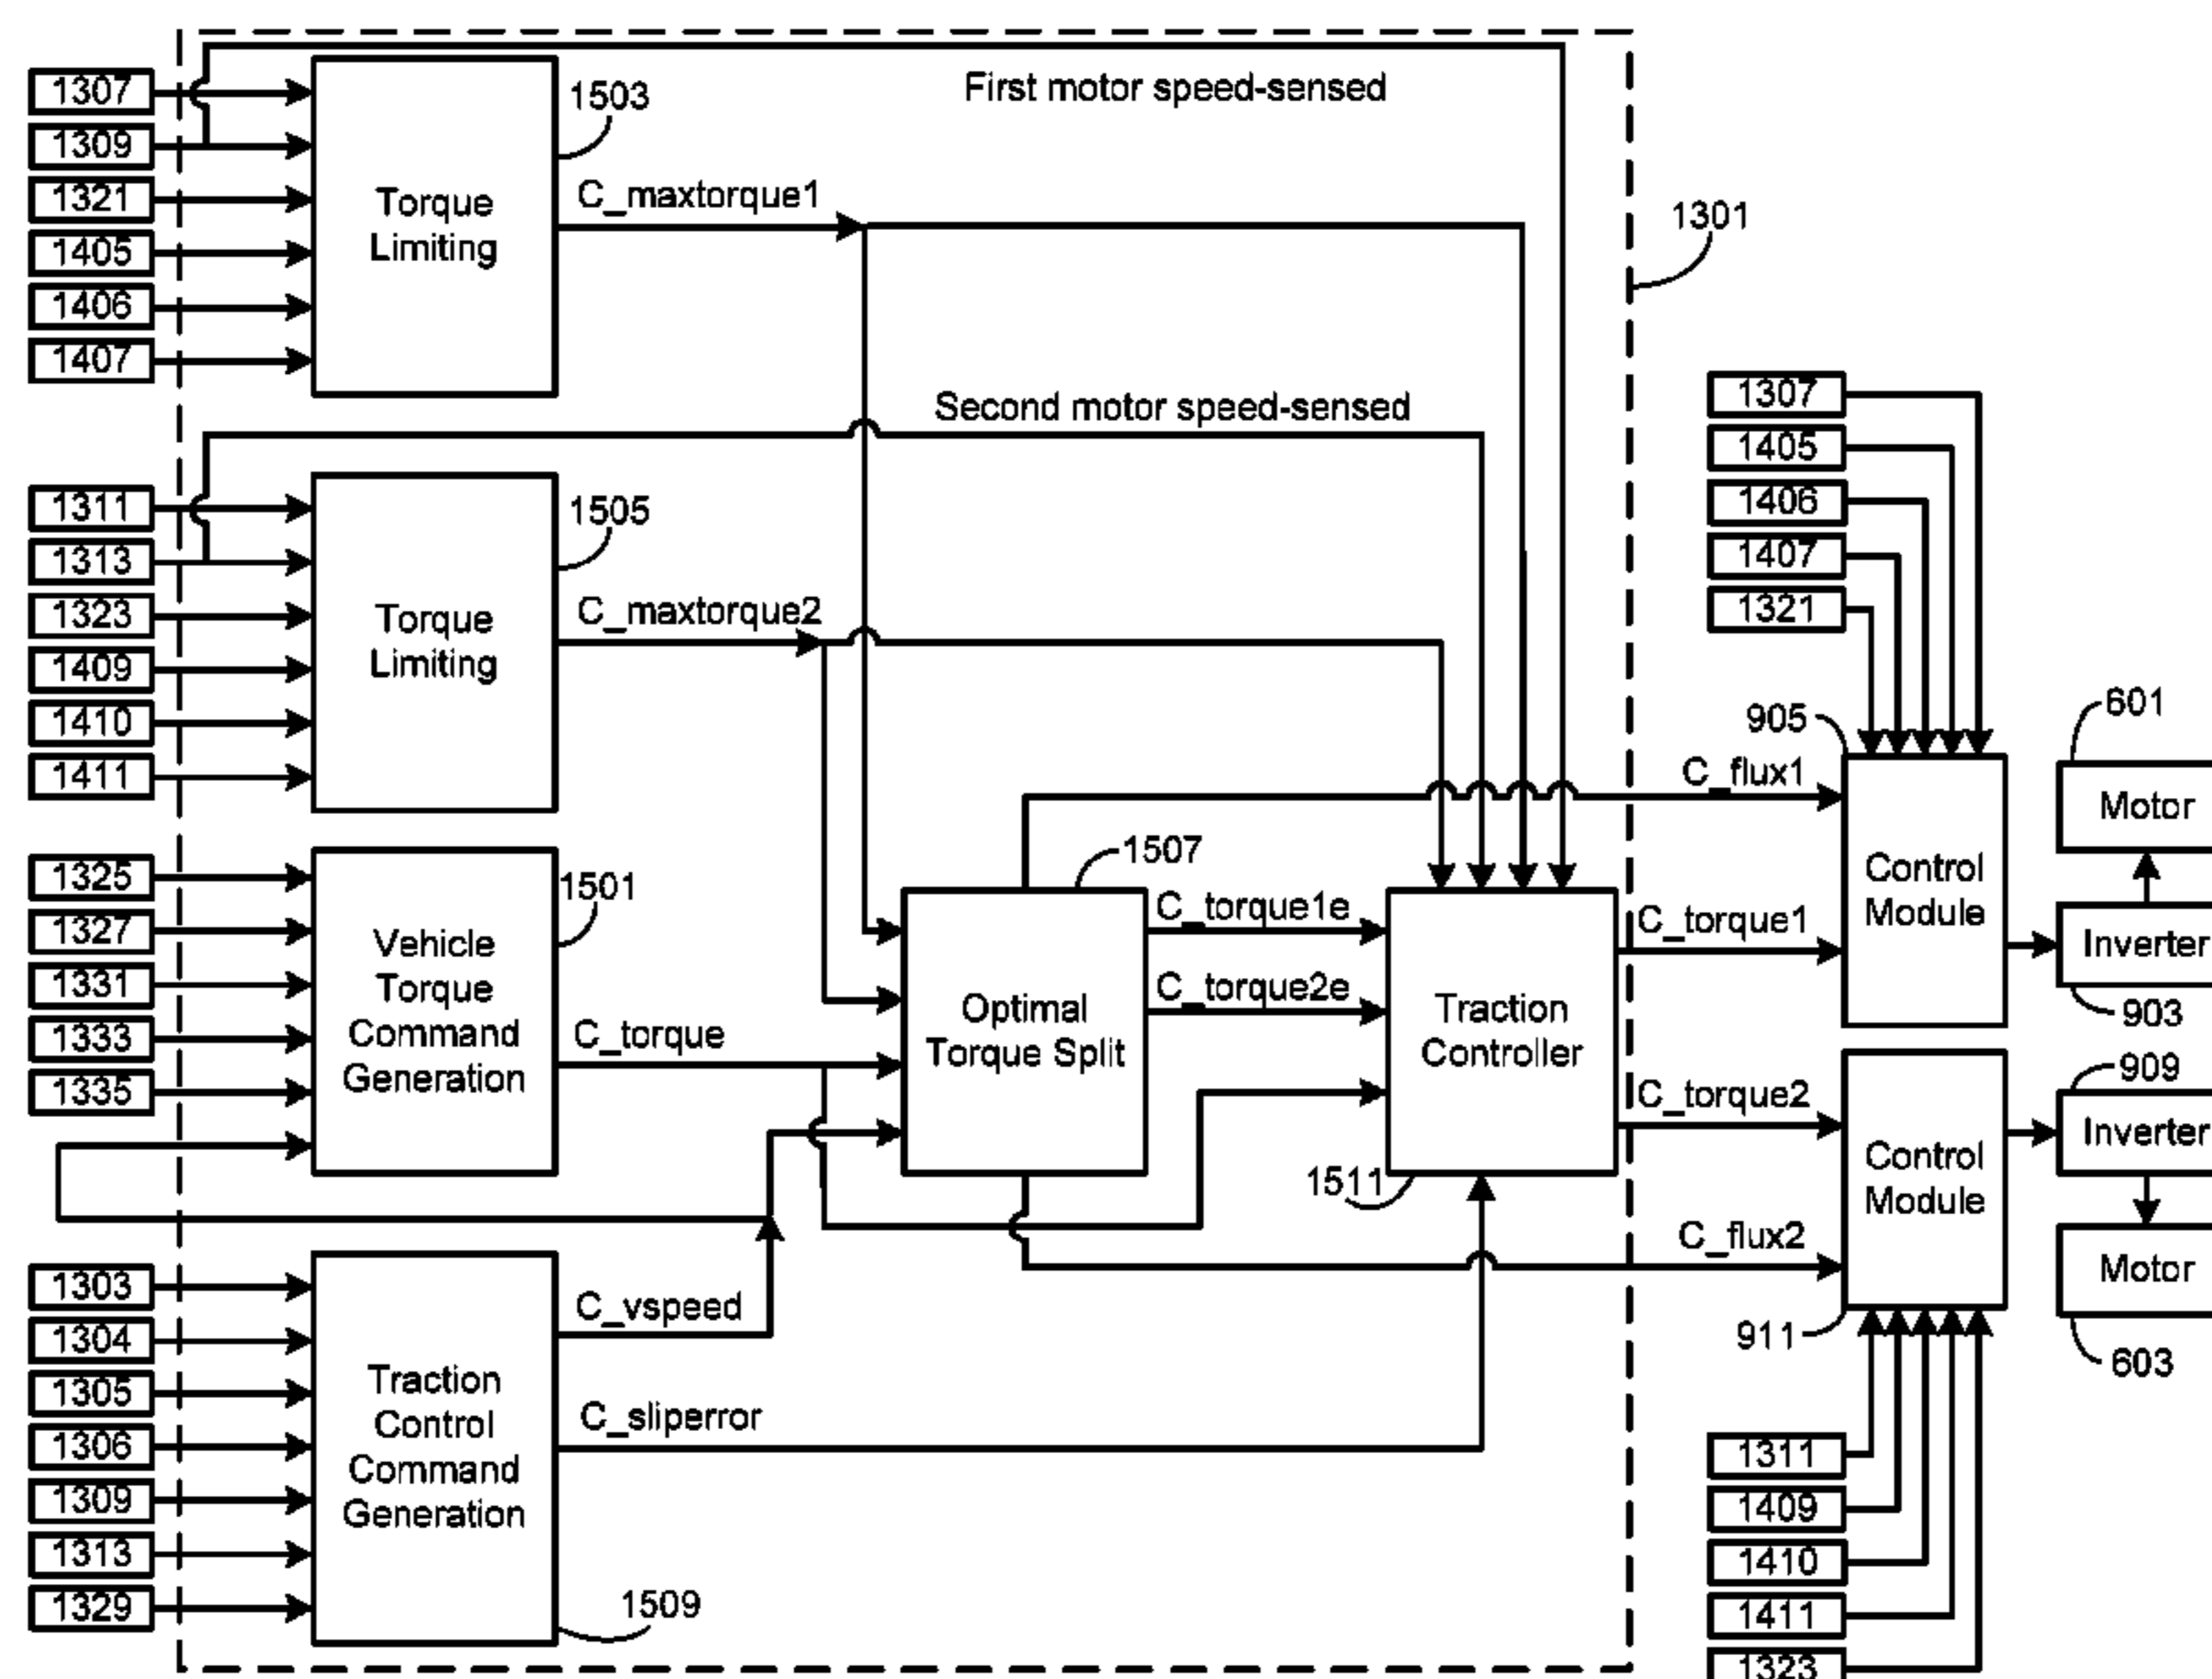 1307
1309
1321
1405
1406
1407
Torque
Limiting
1503
C_maxtorque1
First motor speed-sensed
1301
1311
1313
1323
1409
1410
1411
Torque
Limiting
1505
C_maxtorque2
Second motor speed-sensed
1325
1327
1331
1333
1335
Vehicle
Torque
Command
Generation
1501
C_torque
1303
1304
1305
1306
1309
1313
1329
Traction
Control
Command
Generation
1509
C_vspeed
C_sliperror
Optimal
Torque Split
1507
C_torque1e
C_torque2e
Traction
Controller
1511
C_flux1
C_torque1
C_torque2
C_flux2
1307
1405
1406
1407
1321
905
Control
Module
601
Motor
Inverter
903
909
Inverter
Control
Module
911
Motor
603
1311
1409
1410
1411
1323